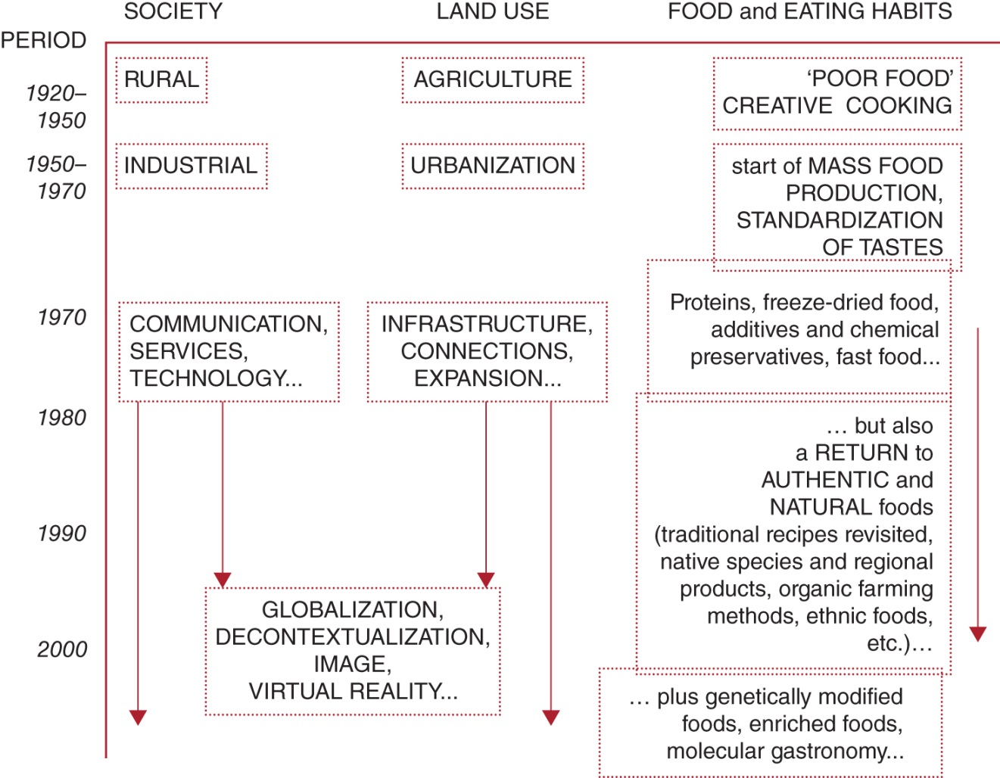 SOCIETY
LAND USE
FOOD and EATING HABITS
PERIOD
1920–
1950
RURAL
AGRICULTURE
‘POOR FOOD’
CREATIVE COOKING
1950–
1970
INDUSTRIAL
URBANIZATION
start of MASS FOOD
PRODUCTION,
STANDARDIZATION
OF TASTES
1970
COMMUNICATION,
SERVICES,
TECHNOLOGY...
INFRASTRUCTURE,
CONNECTIONS,
EXPANSION...
Proteins, freeze-dried food,
additives and chemical
preservatives, fast food...
1980
… but also
a RETURN to
AUTHENTIC and
NATURAL foods
(traditional recipes revisited,
native species and regional
products, organic farming
methods, ethnic foods,
etc.)…
1990
2000
GLOBALIZATION,
DECONTEXTUALIZATION,
IMAGE,
VIRTUAL REALITY...
… plus genetically modified
foods, enriched foods,
molecular gastronomy...